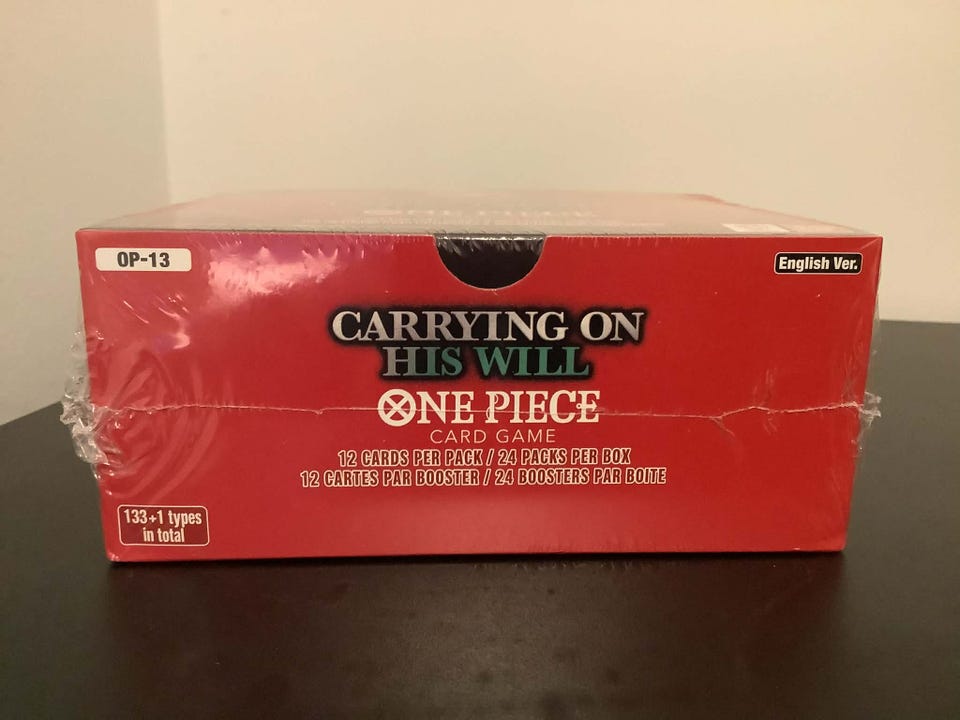 OP-13
English Ver.
CARRYING ON
HIS WILL
ONE PIECE
CARD GAME
12 CARDS PER PACK / 24 PACKS PER BOX
12 CARTES PAR BOOSTER / 24 BOOSTERS PAR BOITE
133+1 types
in total